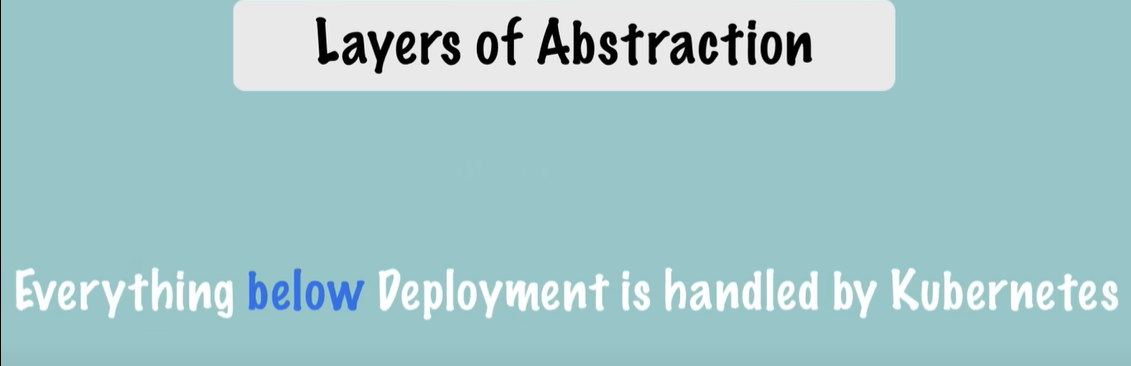 Layers of Abstraction
Everything below Deployment is handled by Kubernetes